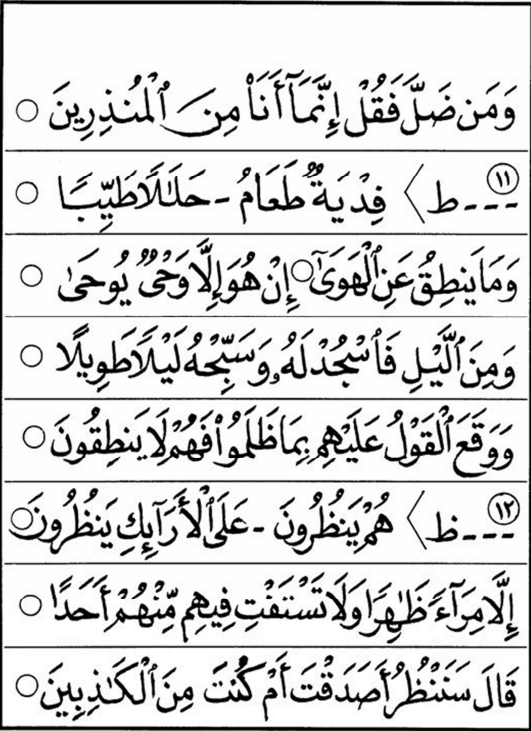 وَمَن ضَلَّ فَقُلْ إِنَّمَآ أَنَا۠ مِنَ ٱلْمُنذِرِينَ ○
١١ --- ط〉 فِدْيَةٌ طَعَامُ - حَلَٰلًا طَيِّبًا ○
وَمَا يَنطِقُ عَنِ ٱلْهَوَىٰٓ ○ إِنْ هُوَ إِلَّا وَحْىٌ يُوحَىٰ ○
وَمِنَ ٱلَّيْلِ فَٱسْجُدْ لَهُۥ وَسَبِّحْهُ لَيْلًا طَوِيلًا ○
وَوَقَعَ ٱلْقَوْلُ عَلَيْهِم بِمَا ظَلَمُوا۟ فَهُمْ لَا يَنطِقُونَ ○
١٢ --- ظ〉 هُمْ يَنظُرُونَ - عَلَى ٱلْأَرَآئِكِ يَنظُرُونَ ○
إِلَّا مِرَآءً ظَٰهِرًا وَلَا تَسْتَفْتِ فِيهِم مِّنْهُمْ أَحَدًا ○
قَالَ سَنَنظُرُ أَصَدَقْتَ أَمْ كُنتَ مِنَ ٱلْكَٰذِبِينَ ○